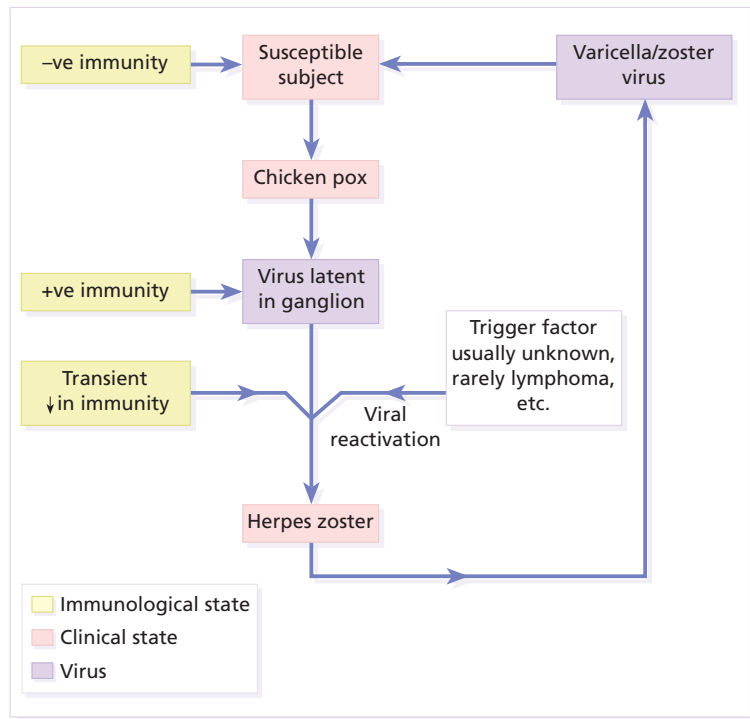 –ve immunity
Susceptible
subject
Varicella/zoster
virus
Chicken pox
+ve immunity
Virus latent
in ganglion
Trigger factor
usually unknown,
rarely lymphoma,
etc.
Transient
↓in immunity
Viral
reactivation
Herpes zoster
Immunological state
Clinical state
Virus